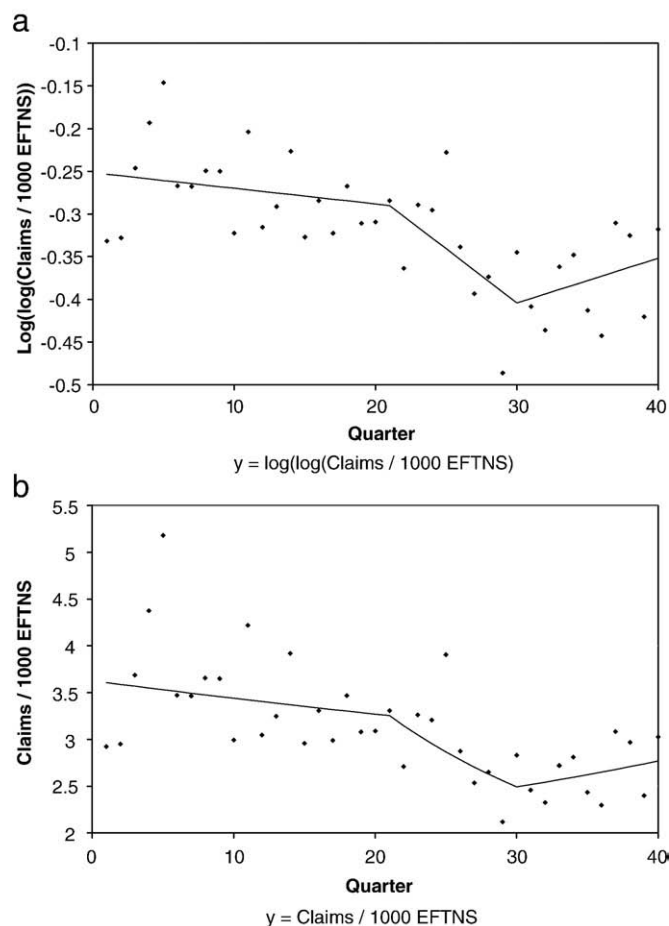 a
-0.1
-0.15
-0.2
-0.25
-0.3
-0.35
-0.4
-0.45
-0.5
Log(log(Claims / 1000 EFTNS))
0 10 20 30 40
Quarter
y = log(log(Claims / 1000 EFTNS)
b
5.5
5
4.5
4
3.5
3
2.5
2
Claims / 1000 EFTNS
0 10 20 30 40
Quarter
y = Claims / 1000 EFTNS